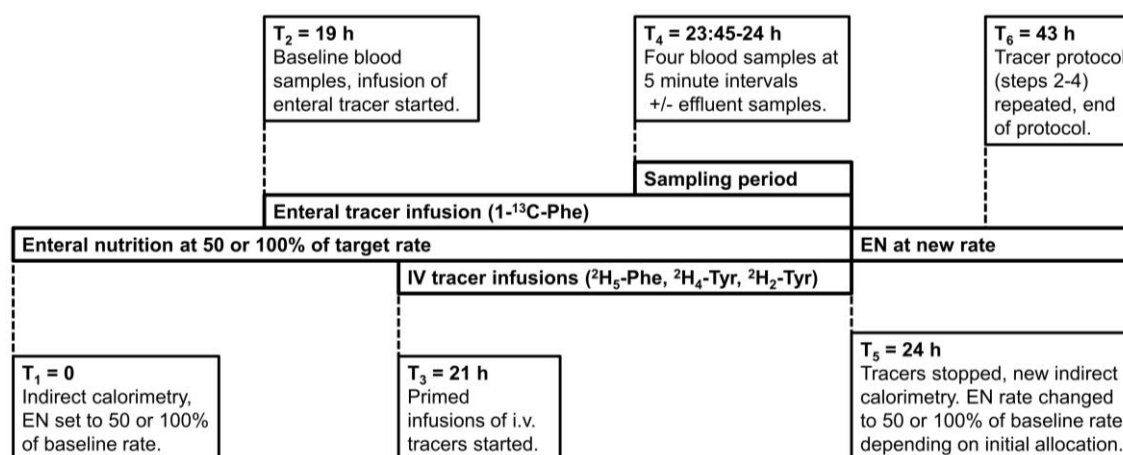 T₂ = 19 h
Baseline blood
samples, infusion of
enteral tracer started.
T₄ = 23:45-24 h
Four blood samples at
5 minute intervals
+/- effluent samples.
T₆ = 43 h
Tracer protocol
(steps 2-4)
repeated, end
of protocol.
Sampling period
Enteral tracer infusion (1-¹³C-Phe)
Enteral nutrition at 50 or 100% of target rate
EN at new rate
IV tracer infusions (²H₅-Phe, ²H₄-Tyr, ²H₂-Tyr)
T₁ = 0
Indirect calorimetry,
EN set to 50 or 100%
of baseline rate.
T₃ = 21 h
Primed
infusions of i.v.
tracers started.
T₅ = 24 h
Tracers stopped, new indirect
calorimetry. EN rate changed
to 50 or 100% of baseline rate
depending on initial allocation.